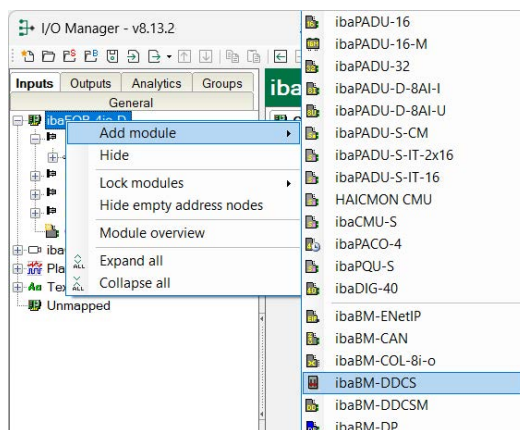 I/O Manager - v8.13.2
Inputs Outputs Analytics Groups
General
iba
Add module
Hide
Lock modules
Hide empty address nodes
Module overview
Expand all
Collapse all
ALL
ALL
iba
Pla
Te
Unmapped
ibaPADU-16
ibaPADU-16-M
ibaPADU-32
ibaPADU-D-8AI-I
ibaPADU-D-8AI-U
ibaPADU-S-CM
ibaPADU-S-IT-2x16
ibaPADU-S-IT-16
HAICMON CMU
ibaCMU-S
ibaPACO-4
ibaPQU-S
ibaDIG-40
ibaBM-ENetIP
ibaBM-CAN
ibaBM-COL-8i-o
ibaBM-DDCS
ibaBM-DDCSM
ibaBM-DP